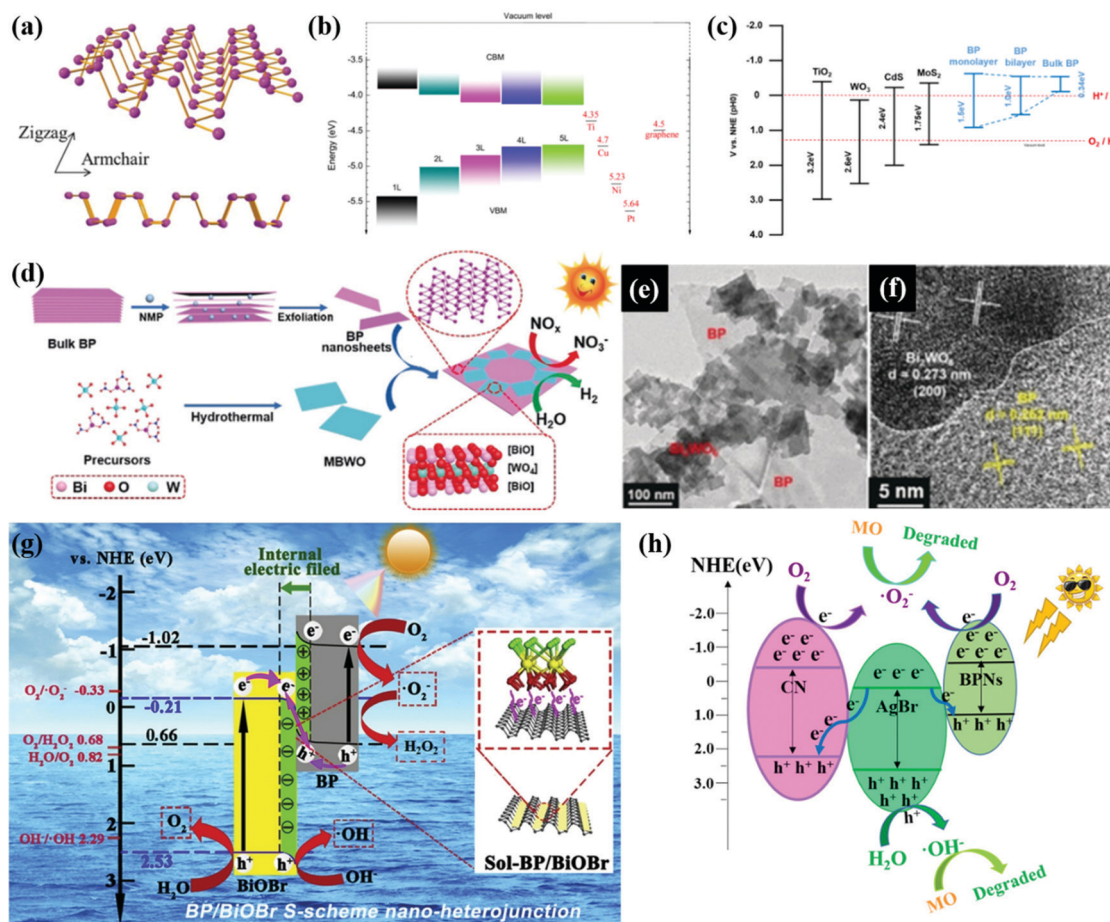 (a)
Zigzag
Armchair
(b)
Vacuum level
CBM
Energy (eV)
-3.5
-4.0
-4.5
-5.0
-5.5
1L
2L
3L
4L
5L
VBM
4.35
Ti
4.7
Cu
5.23
Ni
5.64
Pt
4.5
graphene
(c)
V vs. NHE (pH0)
-2.0
-1.0
0
1.0
2.0
3.0
4.0
TiO₂
WO₃
CdS
MoS₂
BP
monolayer
BP
bilayer
Bulk BP
3.2eV
2.6eV
2.4eV
1.75eV
0.34eV
H⁺/
O₂ /
Vacuum level
(d)
Bulk BP
NMP
Exfoliation
BP
nanosheets
NOₓ
NO₃⁻
H₂
H₂O
Precursors
Hydrothermal
MBWO
[BiO]
[WO₄]
[BiO]
Bi
O
W
(e)
BP
BP
100 nm
(f)
Bi₂WO₆
d = 0.273 nm
(200)
BP
d = 0.262 nm
5 nm
(g)
vs. NHE (eV)
Internal
electric filed
-2
-1
0
1
2
3
-1.02
O₂/·O₂⁻ -0.33
-0.21
0.66
O₂/H₂O₂ 0.68
H₂O/O₂ 0.82
OH⁻/·OH 2.29
2.53
e⁻
e⁻
e⁻
e⁻
O₂
·O₂⁻
H₂O₂
h⁺
h⁺
BP
O₂
H₂O
h⁺
h⁺
BiOBr
·OH
OH⁻
e⁻ e⁻ e⁻ e⁻
Sol-BP/BiOBr
BP/BiOBr S-scheme nano-heterojunction
(h)
NHE(eV)
-2.0
-1.0
0
1.0
2.0
3.0
MO
Degraded
O₂
e⁻
·O₂⁻
e⁻
O₂
e⁻ e⁻
e⁻ e⁻ e⁻
CN
h⁺ h⁺ h⁺
e⁻
e⁻ e⁻ e⁻
AgBr
h⁺ h⁺ h⁺
h⁺ h⁺
h⁺
e⁻
e⁻ e⁻
e⁻ e⁻ e⁻
BPNs
h⁺ h⁺ h⁺
H₂O
·OH⁻
MO
Degraded